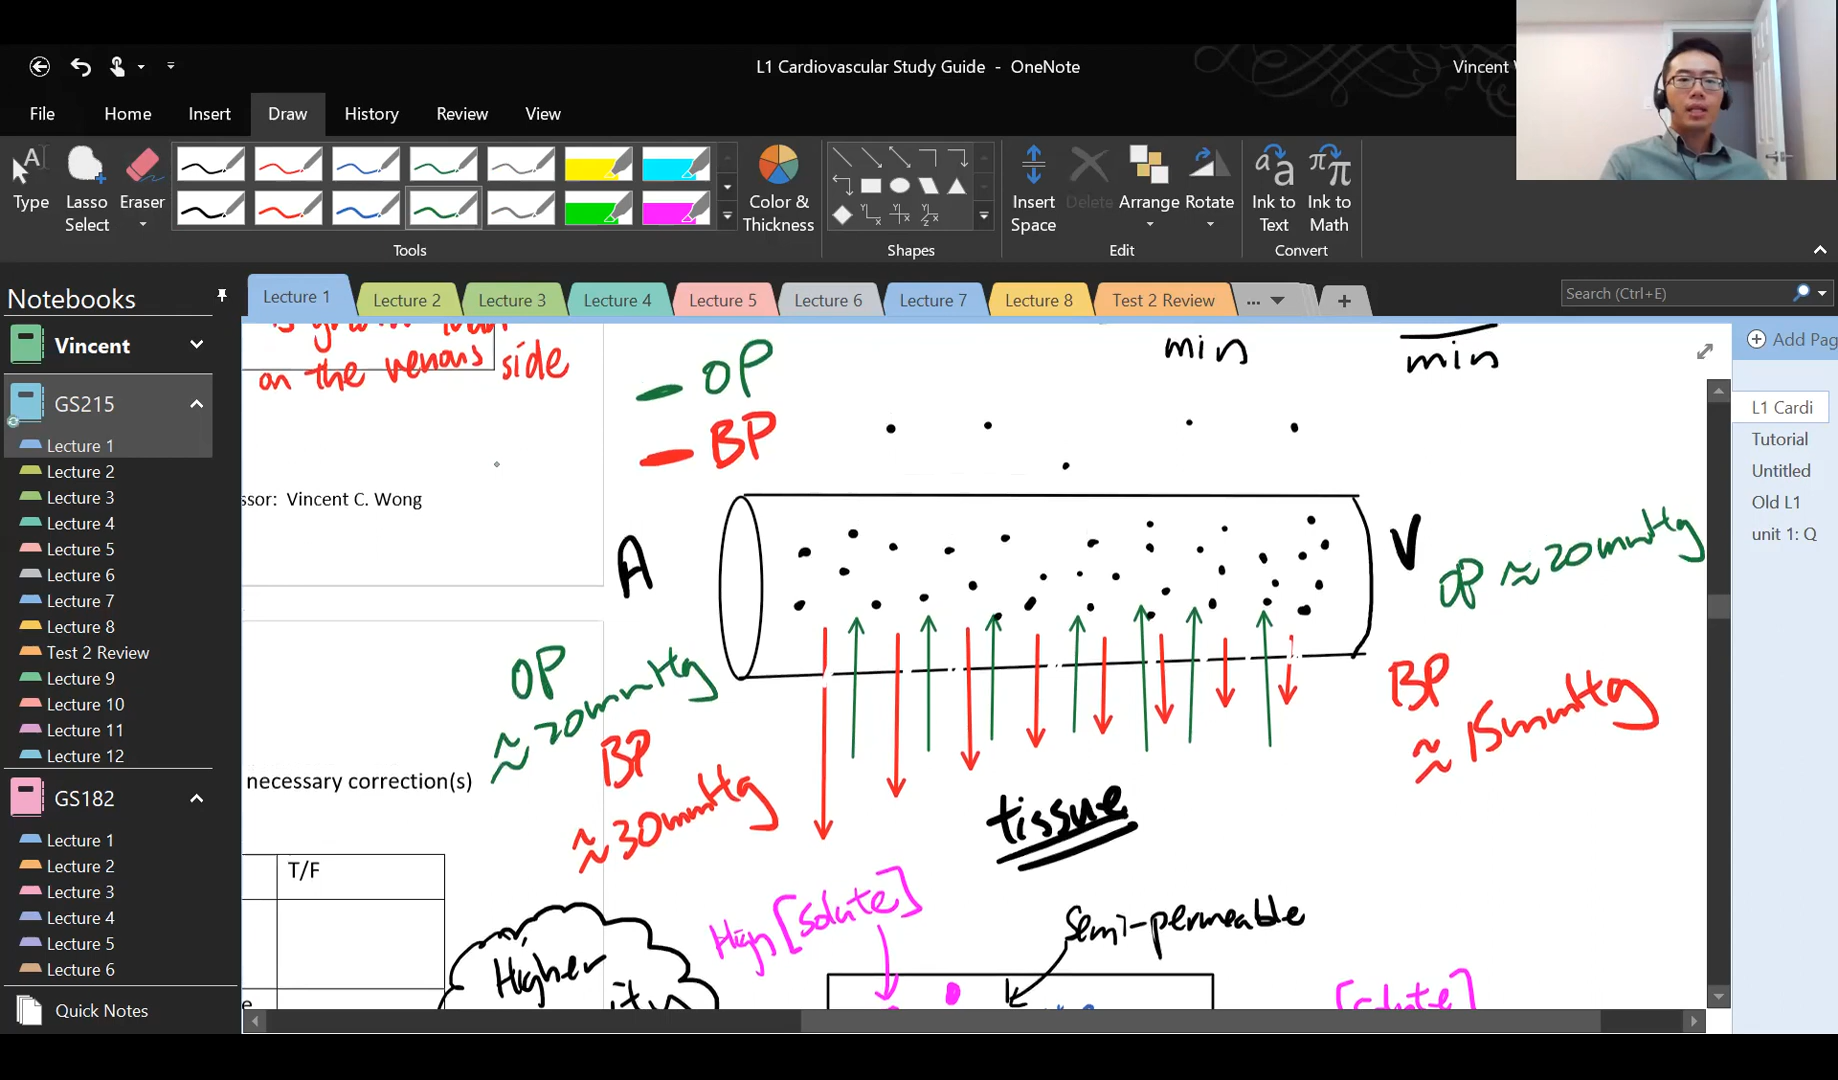 L1 Cardiovascular Study Guide - OneNote
Vincent
File
Home
Insert
Draw
History
Review
View
Type
Lasso Select
Eraser
Color & Thickness
Insert Space
Delete
Arrange
Rotate
Ink to Text
Ink to Math
Tools
Shapes
Edit
Convert
Notebooks
Lecture 1
Lecture 2
Lecture 3
Lecture 4
Lecture 5
Lecture 6
Lecture 7
Lecture 8
Test 2 Review
...
Search (Ctrl+E)
Vincent
GS215
Lecture 1
Lecture 2
Lecture 3
Lecture 4
Lecture 5
Lecture 6
Lecture 7
Lecture 8
Test 2 Review
Lecture 9
Lecture 10
Lecture 11
Lecture 12
GS182
Lecture 1
Lecture 2
Lecture 3
Lecture 4
Lecture 5
Lecture 6
Quick Notes
Add Pag
L1 Cardi
Tutorial
Untitled
Old L1
unit 1: Q
on the venous side
ssor: Vincent C. Wong
necessary correction(s)
T/F
e
- OP
- BP
min
min
A
V
OP ≈ 20mmHg
OP
≈ 20mmHg
BP
≈ 30mmHg
BP
≈ 15mmHg
tissue
High [solute]
Semi-permeable
Higher
[solute]